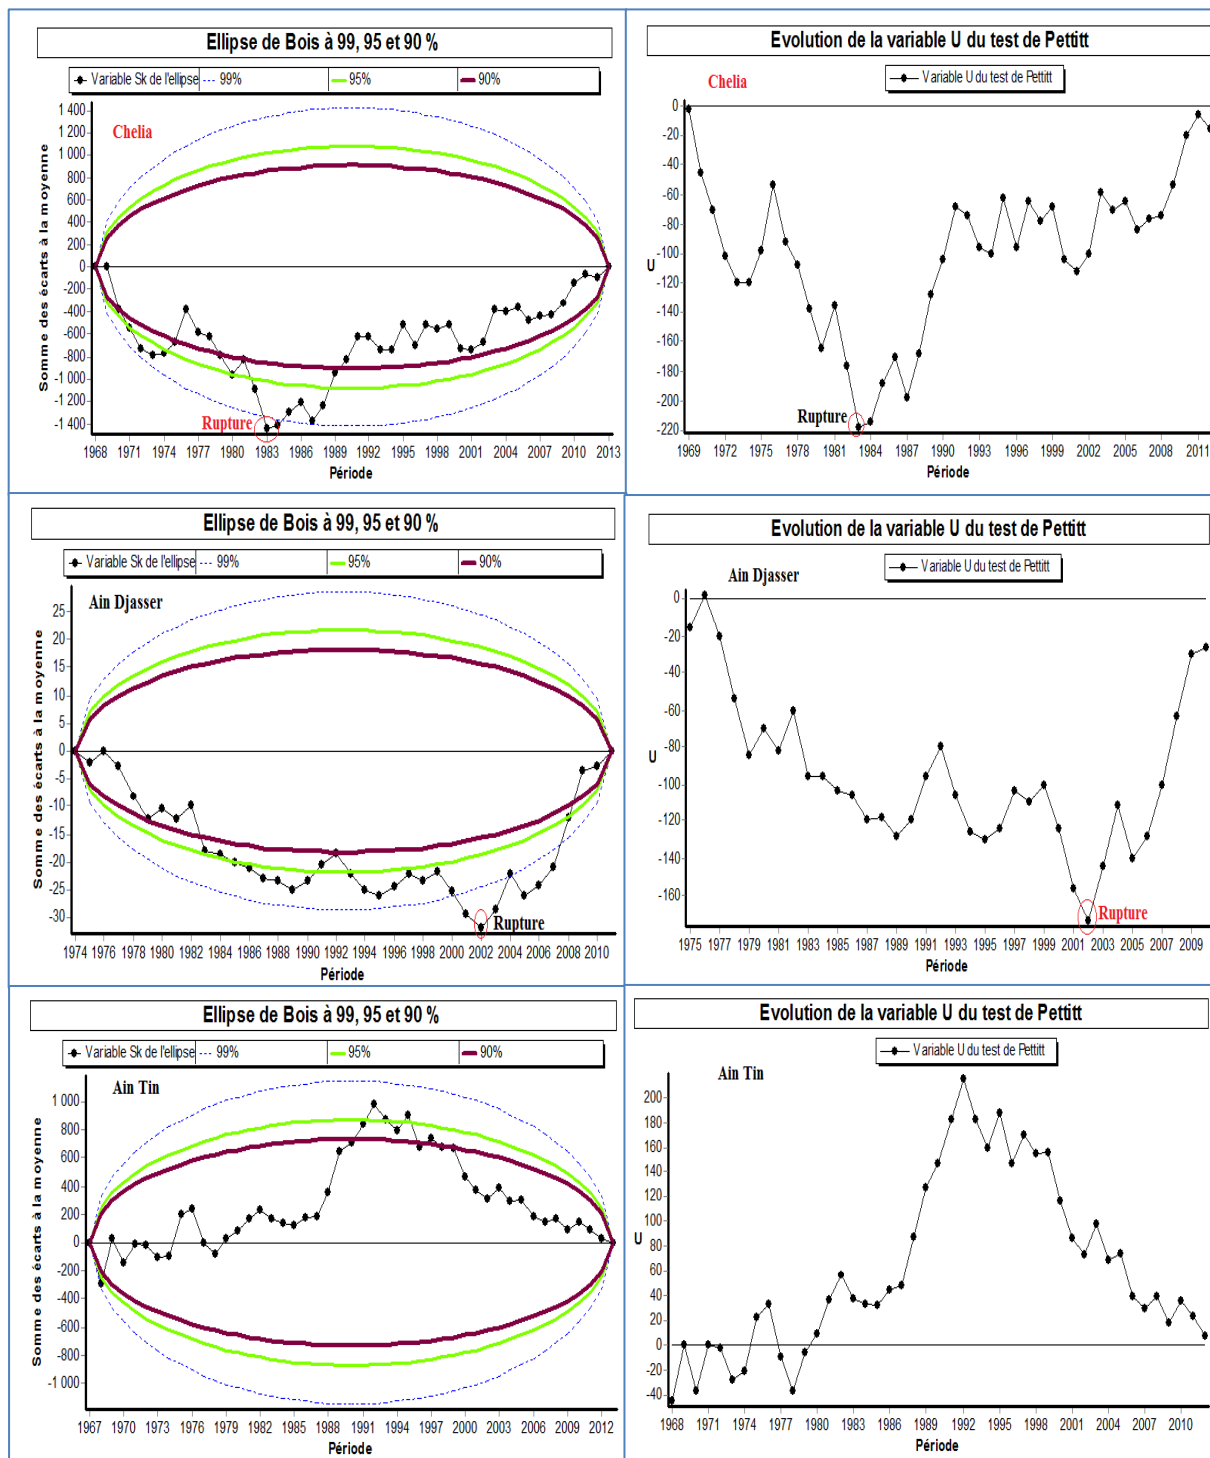 Ellipse de Bois à 99, 95 et 90 %
Variable Sk de l'ellipse 99% 95% 90%
Chelia
Somme des écarts à la moyenne
1 400
1 200
1 000
800
600
400
200
0
-200
-400
-600
-800
-1 000
-1 200
-1 400
Rupture
1968 1971 1974 1977 1980 1983 1986 1989 1992 1995 1998 2001 2004 2007 2010 2013
Période
Evolution de la variable U du test de Pettitt
Variable U du test de Pettitt
Chelia
U
0
-20
-40
-60
-80
-100
-120
-140
-160
-180
-200
-220
Rupture
1969 1972 1975 1978 1981 1984 1987 1990 1993 1996 1999 2002 2005 2008 2011
Période
Ellipse de Bois à 99, 95 et 90 %
Variable Sk de l'ellipse 99% 95% 90%
Ain Djasser
Somme des écarts à la moyenne
25
20
15
10
5
0
-5
-10
-15
-20
-25
-30
Rupture
1974 1976 1978 1980 1982 1984 1986 1988 1990 1992 1994 1996 1998 2000 2002 2004 2006 2008 2010
Période
Evolution de la variable U du test de Pettitt
Variable U du test de Pettitt
Ain Djasser
U
0
-20
-40
-60
-80
-100
-120
-140
-160
Rupture
1975 1977 1979 1981 1983 1985 1987 1989 1991 1993 1995 1997 1999 2001 2003 2005 2007 2009
Période
Ellipse de Bois à 99, 95 et 90 %
Variable Sk de l'ellipse 99% 95% 90%
Ain Tin
Somme des écarts à la moyenne
1 000
800
600
400
200
0
-200
-400
-600
-800
-1 000
1967 1970 1973 1976 1979 1982 1985 1988 1991 1994 1997 2000 2003 2006 2009 2012
Période
Evolution de la variable U du test de Pettitt
Variable U du test de Pettitt
Ain Tin
U
200
180
160
140
120
100
80
60
40
20
0
-20
-40
1968 1971 1974 1977 1980 1983 1986 1989 1992 1995 1998 2001 2004 2007 2010
Période